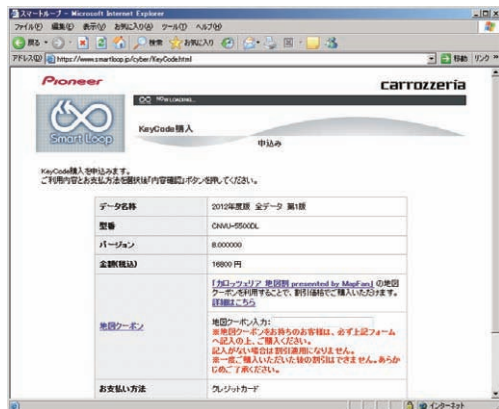 スマートループ - Microsoft Internet Explorer
ファイル(F) 編集(E) 表示(V) お気に入り(A) ツール(T) ヘルプ(H)
戻る 検索 お気に入り
アドレス(D) https://www.smartloop.jp/cyber/KeyCode.html 移動 リンク
Pioneer carrozzeria
NOW LOADING...
Smart Loop
KeyCode購入
申込み
KeyCode購入を申込みます。
ご利用内容とお支払方法を選択後「内容確認」ボタンを押してください。
データ名称 2012年度版 全データ 第1版
型番 CNVU-5500DL
バージョン 8.000000
金額(税込) 16800 円
「カロッツェリア 地図割 presented by MapFan」の地図
クーポンを利用することで、割引価格でご購入いただけます。
詳細はこちら
地図クーポン
地図クーポン入力:
※地図クーポンをお持ちのお客様は、必ず上記フォーム
へ記入の上、ご購入ください。
記入がない場合は割引適用になりません。
※一度ご購入いただいた後の割引はできません。あらか
じめご了承ください。
お支払い方法 クレジットカード
インターネット